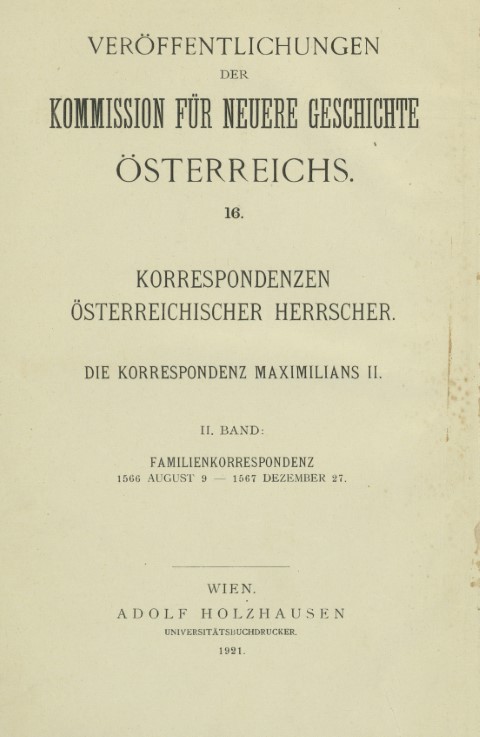 VERÖFFENTLICHUNGEN
DER
KOMMISSION FÜR NEUERE GESCHICHTE
ÖSTERREICHS.
16.
KORRESPONDENZEN
ÖSTERREICHISCHER HERRSCHER.
DIE KORRESPONDENZ MAXIMILIANS II.
II. BAND:
FAMILIENKORRESPONDENZ
1566 AUGUST 9 — 1567 DEZEMBER 27.
WIEN.
ADOLF HOLZHAUSEN
UNIVERSITÄTSBUCHDRUCKER.
1921.